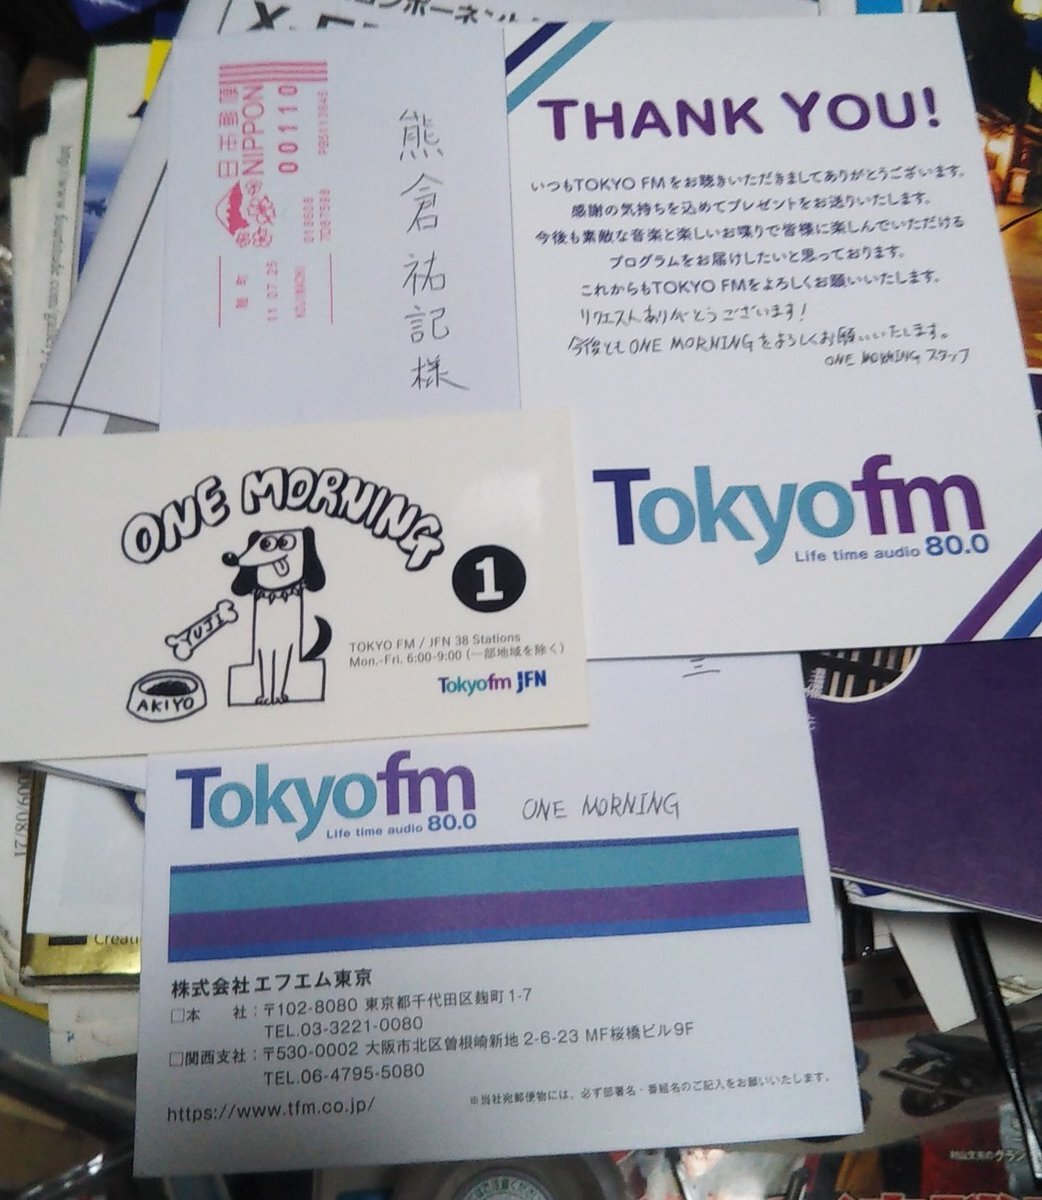 THANK YOU!
いつもTOKYO FMをお聴きいただきましてありがとうございます。
感謝の気持ちを込めてプレゼントをお送りいたします。
今後も素敵な音楽と楽しいお喋りで皆様に楽しんでいただける
プログラムをお届けしたいと思っております。
これからもTOKYO FMをよろしくお願いいたします。
リクエストありがとうございます!
今後ともONE MORNINGをよろしくお願いいたします。
ONE MORNING スタッフ
Tokyofm
Life time audio 80.0
日本郵便
NIPPON
00110
11 07 25
KOJIMACHI
熊倉祐記様
ONE MORNING
1
YUJI
AKIYO
TOKYO FM / JFN 38 Stations
Mon.-Fri. 6:00-9:00 (一部地域を除く)
Tokyofm JFN
Tokyofm
Life time audio 80.0
ONE MORNING
株式会社エフエム東京
□本 社:〒102-8080 東京都千代田区麹町1-7
TEL.03-3221-0080
□関西支社:〒530-0002 大阪市北区曽根崎新地 2-6-23 MF桜橋ビル9F
TEL.06-4795-5080
https://www.tfm.co.jp/
※当社宛郵便物には、必ず部署名・番組名のご記入をお願いいたします。
2009/08/21